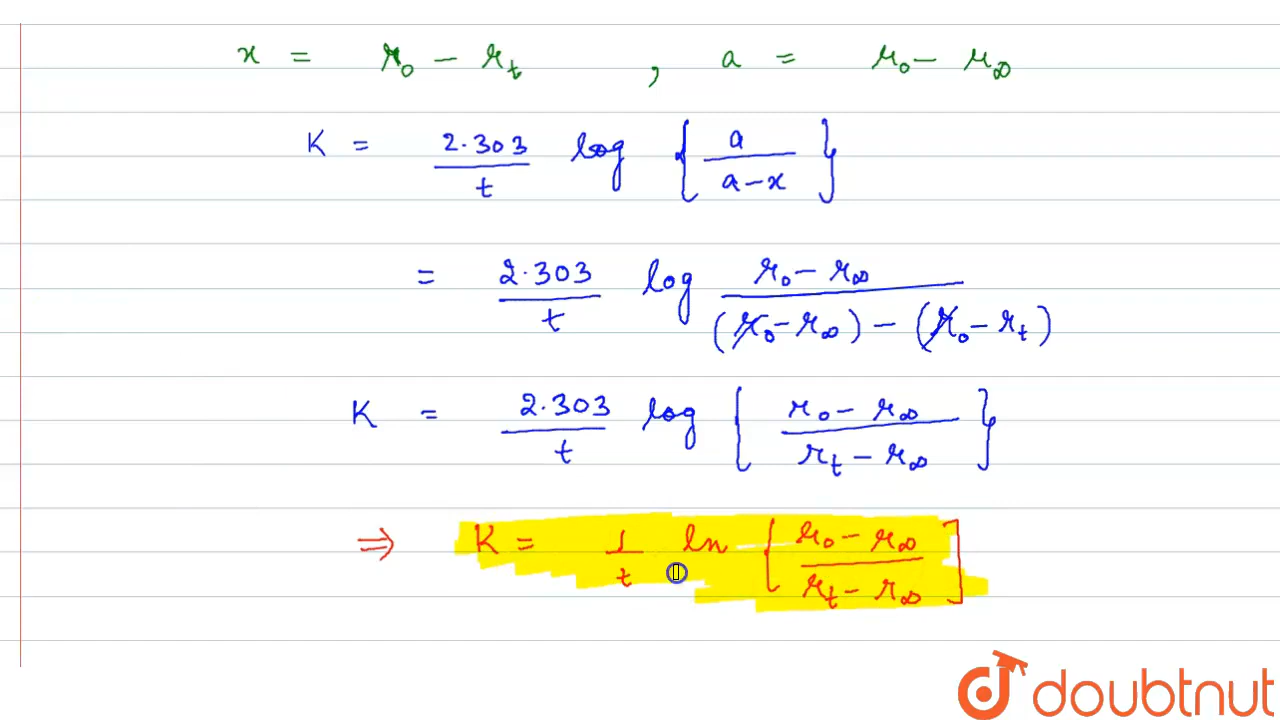 x = r₀ - rₜ , a = r₀ - r∞
K = 2.303/t log { a/(a-x) }
= 2.303/t log (r₀ - r∞)/((r₀ - r∞) - (r₀ - rₜ))
K = 2.303/t log { (r₀ - r∞)/(rₜ - r∞) }
⇒ K = 1/t ln { (r₀ - r∞)/(rₜ - r∞) ]
doubtnut